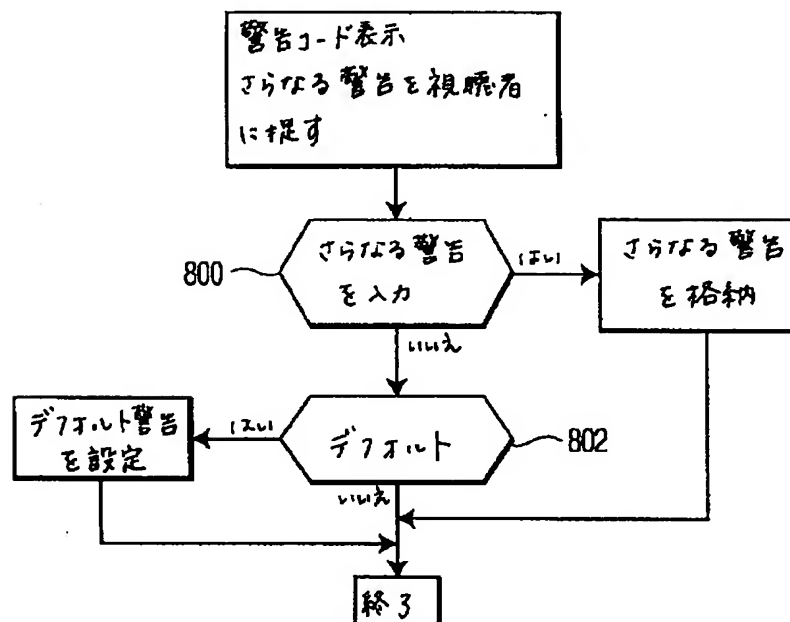 警告コード表示
さらなる警告を視聴者
に促す
800
さらなる警告
を入力
はい
さらなる警告
を格納
いいえ
デフォルト警告
を設定
はい
デフォルト
802
いいえ
終了